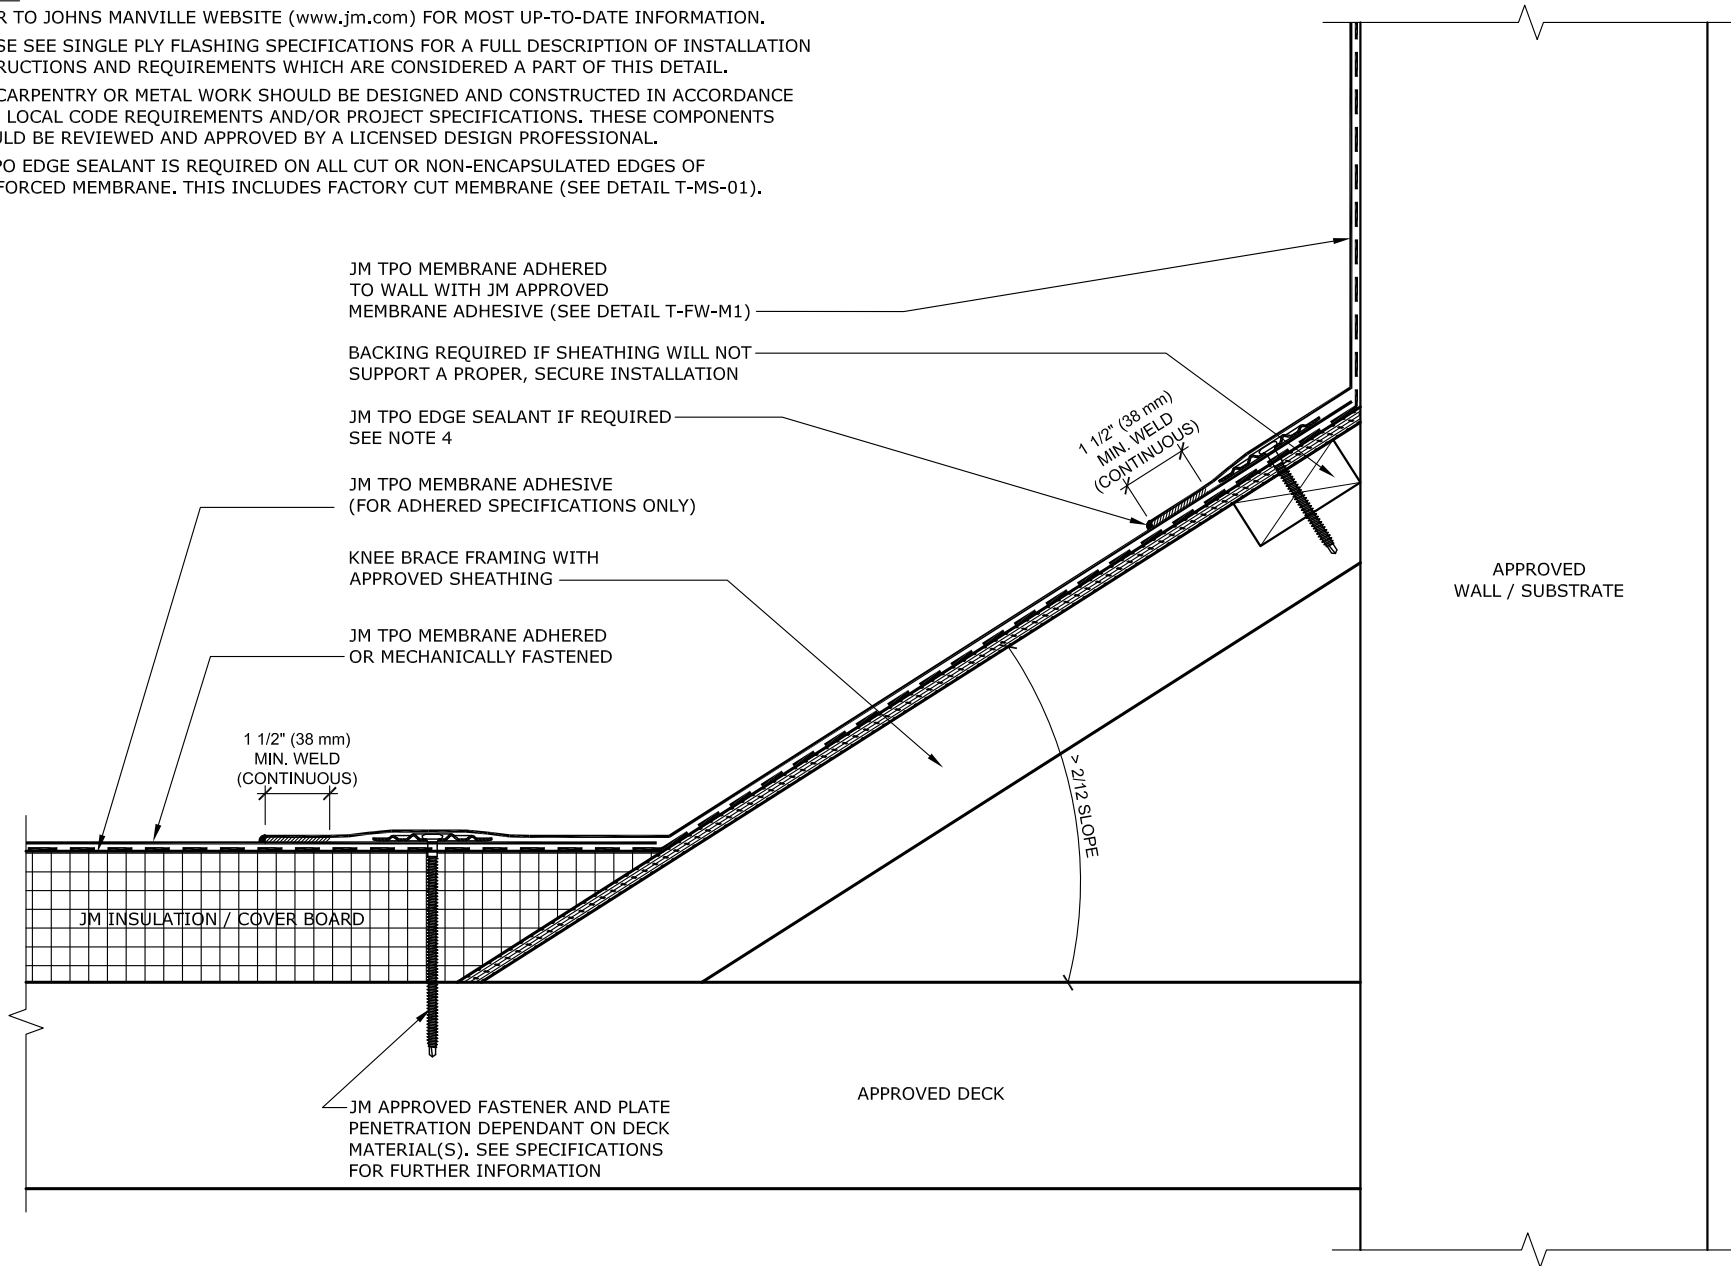 TO JOHNS MANVILLE WEBSITE (www.jm.com) FOR MOST UP-TO-DATE INFORMATION.
SEE SINGLE PLY FLASHING SPECIFICATIONS FOR A FULL DESCRIPTION OF INSTALLATION
AND REQUIREMENTS WHICH ARE CONSIDERED A PART OF THIS DETAIL.
CARPENTRY OR METAL WORK SHOULD BE DESIGNED AND CONSTRUCTED IN ACCORDANCE
LOCAL CODE REQUIREMENTS AND/OR PROJECT SPECIFICATIONS. THESE COMPONENTS
BE REVIEWED AND APPROVED BY A LICENSED DESIGN PROFESSIONAL.
EDGE SEALANT IS REQUIRED ON ALL CUT OR NON-ENCAPSULATED EDGES OF
MEMBRANE. THIS INCLUDES FACTORY CUT MEMBRANE (SEE DETAIL T-MS-01).
JM TPO MEMBRANE ADHERED
TO WALL WITH JM APPROVED
MEMBRANE ADHESIVE (SEE DETAIL T-FW-M1)
BACKING REQUIRED IF SHEATHING WILL NOT
SUPPORT A PROPER, SECURE INSTALLATION
JM TPO EDGE SEALANT IF REQUIRED
SEE NOTE 4
1 1/2" (38 mm)
MIN. WELD
(CONTINUOUS)
JM TPO MEMBRANE ADHESIVE
(FOR ADHERED SPECIFICATIONS ONLY)
KNEE BRACE FRAMING WITH
APPROVED SHEATHING
APPROVED
WALL / SUBSTRATE
JM TPO MEMBRANE ADHERED
OR MECHANICALLY FASTENED
1 1/2" (38 mm)
MIN. WELD
(CONTINUOUS)
> 2/12 SLOPE
JM INSULATION / COVER BOARD
APPROVED DECK
JM APPROVED FASTENER AND PLATE
PENETRATION DEPENDANT ON DECK
MATERIAL(S). SEE SPECIFICATIONS
FOR FURTHER INFORMATION